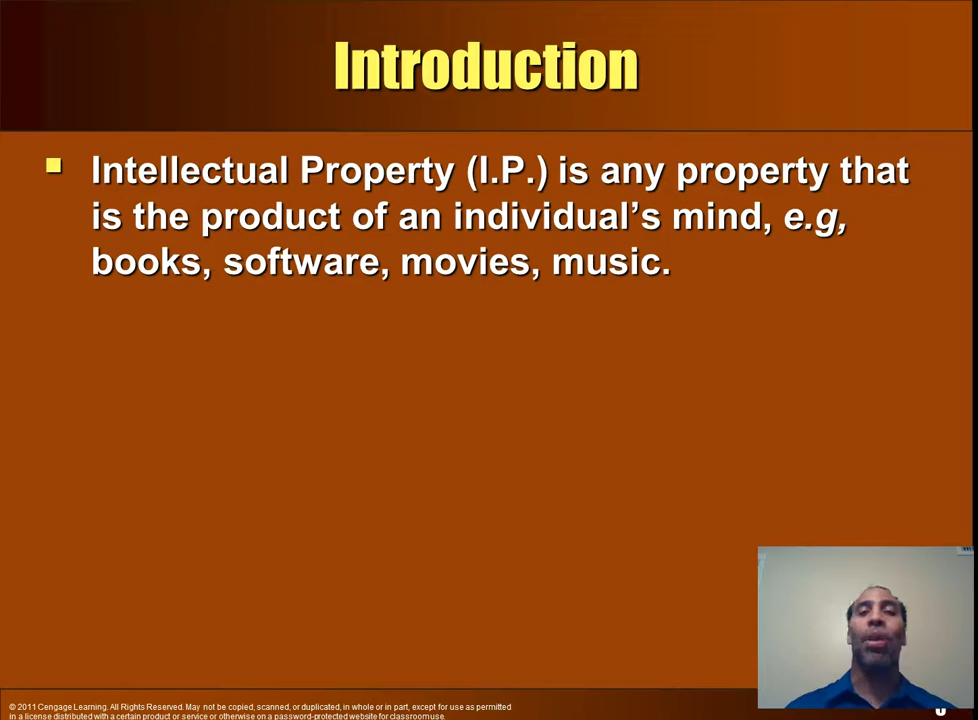 Introduction
Intellectual Property (I.P.) is any property that
is the product of an individual’s mind, e.g,
books, software, movies, music.
© 2011 Cengage Learning. All Rights Reserved. May not be copied, scanned, or duplicated, in whole or in part, except for use as permitted
in a license distributed with a certain product or service or otherwise on a password-protected website for classroom use.